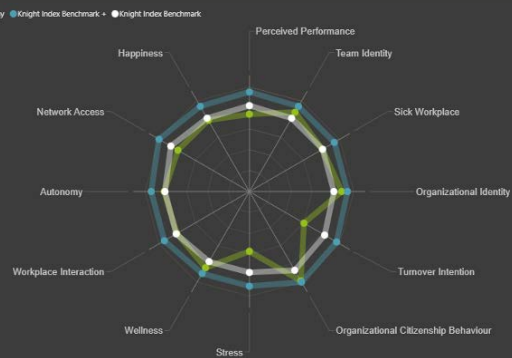 y Knight Index Benchmark + Knight Index Benchmark
Perceived Performance
Happiness
Team Identity
Network Access
Sick Workplace
Autonomy
Organizational Identity
Workplace Interaction
Turnover Intention
Wellness
Organizational Citizenship Behaviour
Stress